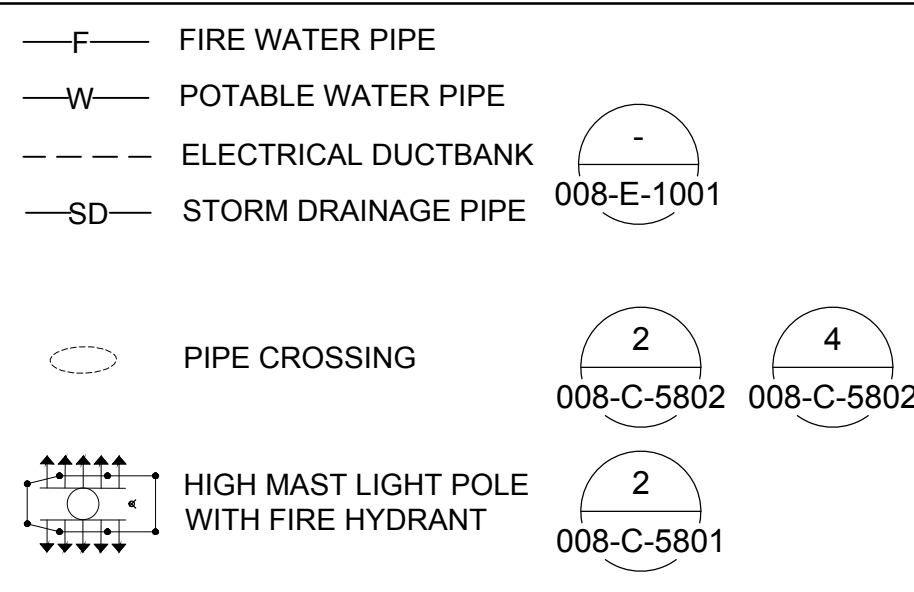 F FIRE WATER PIPE
W POTABLE WATER PIPE
ELECTRICAL DUCTBANK
-
008-E-1001
SD STORM DRAINAGE PIPE
PIPE CROSSING
2 4
008-C-5802 008-C-5802
HIGH MAST LIGHT POLE
WITH FIRE HYDRANT
2
008-C-5801